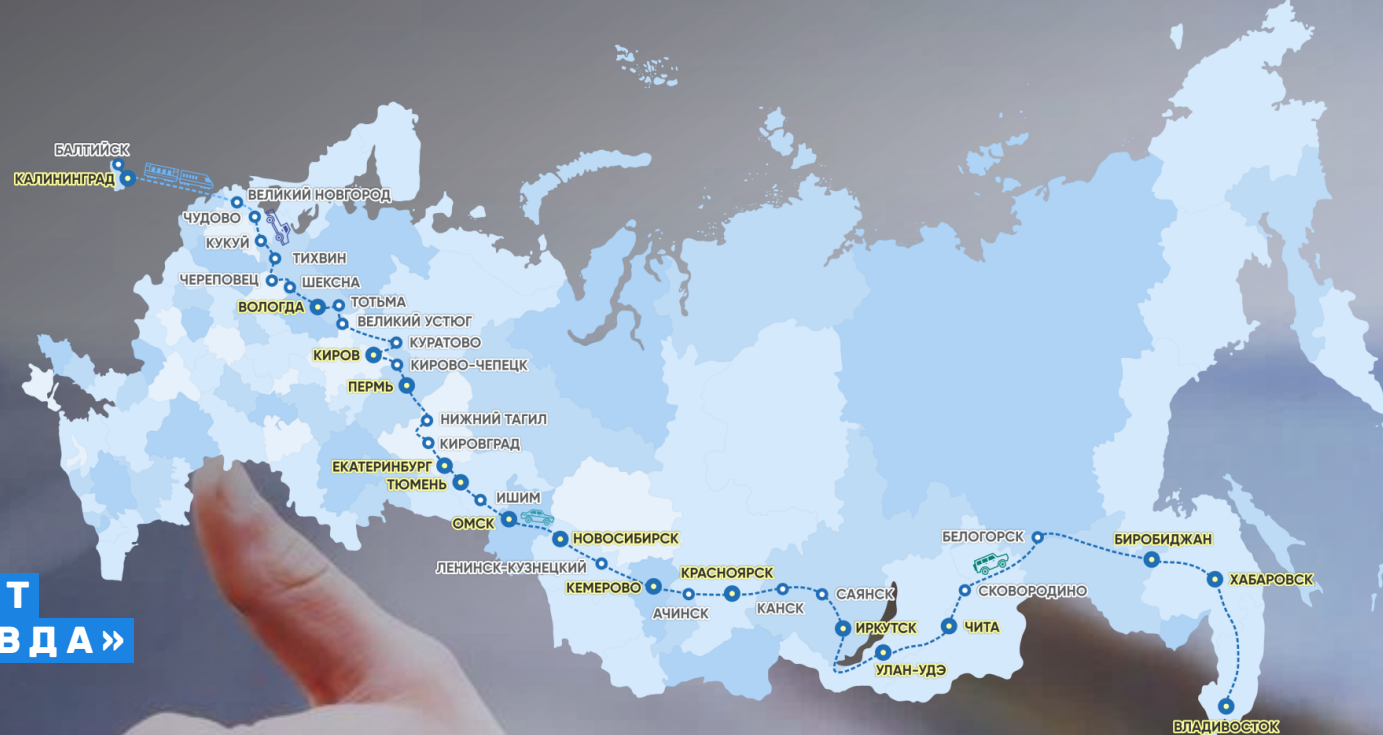 БАЛТИЙСК
КАЛИНИНГРАД
ВЕЛИКИЙ НОВГОРОД
ЧУДОВО
КУКУЙ
ТИХВИН
ЧЕРЕПОВЕЦ
ШЕКСНА
ВОЛОГДА
ТОТЬМА
ВЕЛИКИЙ УСТЮГ
КУРАТОВО
КИРОВ
КИРОВО-ЧЕПЕЦК
ПЕРМЬ
НИЖНИЙ ТАГИЛ
КИРОВГРАД
ЕКАТЕРИНБУРГ
ТЮМЕНЬ
ИШИМ
ОМСК
НОВОСИБИРСК
ЛЕНИНСК-КУЗНЕЦКИЙ
КЕМЕРОВО
АЧИНСК
КРАСНОЯРСК
КАНСК
САЯНСК
ИРКУТСК
УЛАН-УДЭ
ЧИТА
СКОВОРОДИНО
БЕЛОГОРСК
БИРОБИДЖАН
ХАБАРОВСК
ВЛАДИВОСТОК
Т
ВДА»